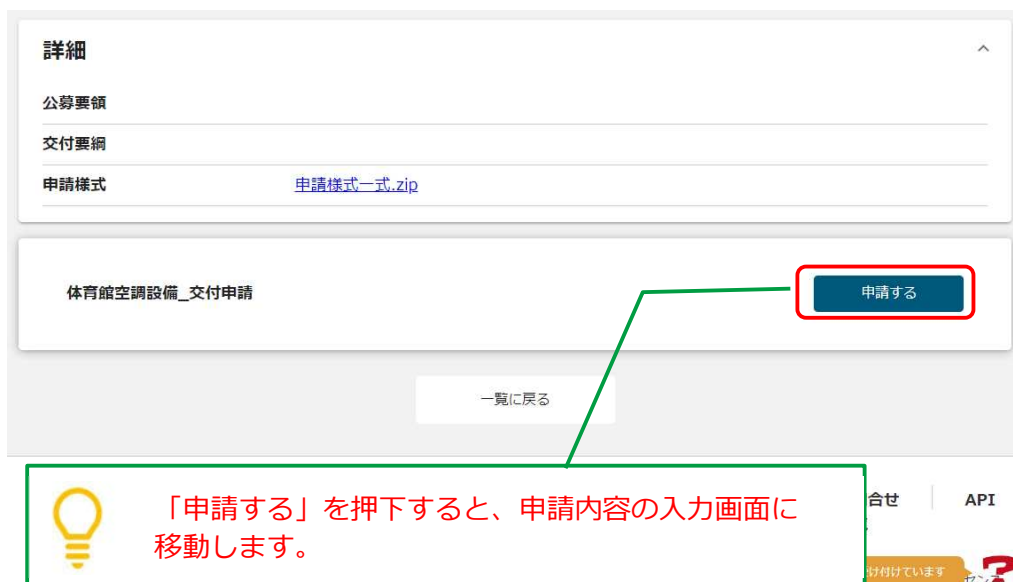 詳細
公募要領
交付要綱
申請様式 申請様式一式.zip
体育館空調設備_交付申請 申請する
一覧に戻る
「申請する」を押下すると、申請内容の入力画面に
移動します。
合せ API
け付けています
センス
?